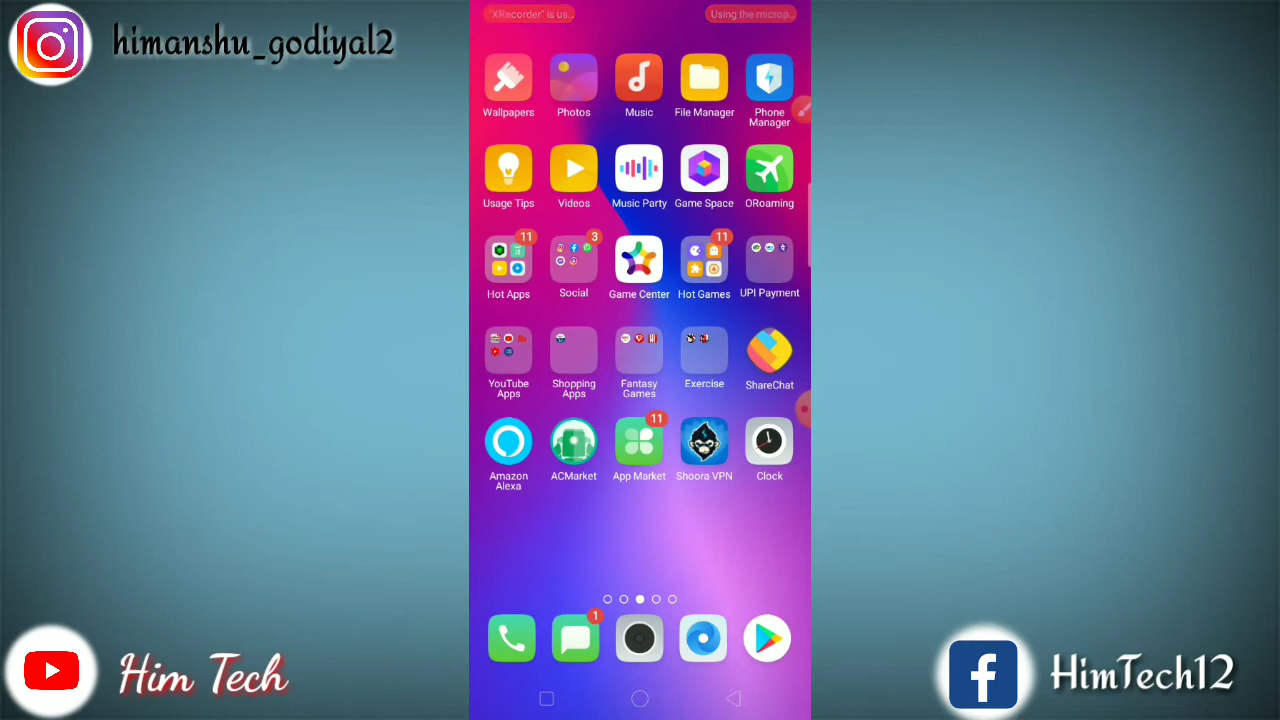 himanshu_godiyal2
"XRecorder" is us...
Using the microp...
Wallpapers
Photos
Music
File Manager
Phone
Manager
Usage Tips
Videos
Music Party
Game Space
ORoaming
11
3
11
Hot Apps
Social
Game Center
Hot Games
UPI Payment
YouTube
Apps
Shopping
Apps
Fantasy
Games
Exercise
ShareChat
11
Amazon
Alexa
ACMarket
App Market
Shoora VPN
Clock
1
Him Tech
HimTech12